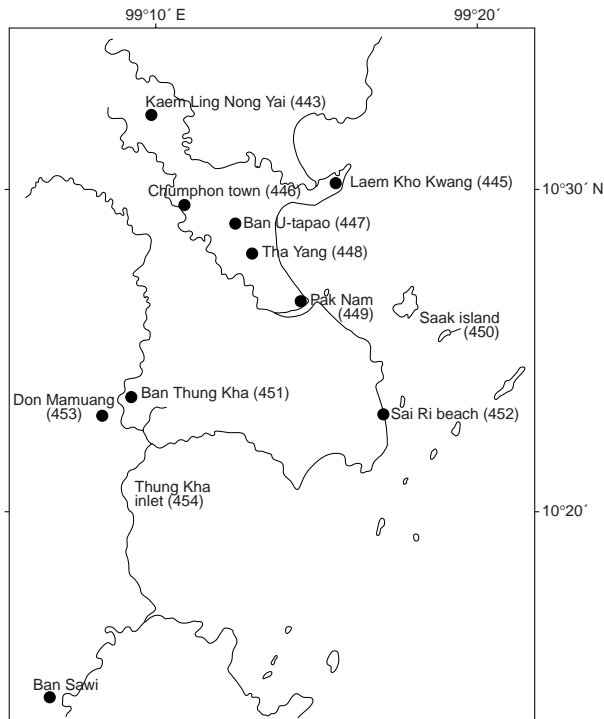 99°10´ E
99°20´
Kaem Ling Nong Yai (443)
Laem Kho Kwang (445)
10°30´ N
Chumphon town (446)
Ban U-tapao (447)
Tha Yang (448)
Pak Nam
(449)
Saak island
(450)
Don Mamuang
(453)
Ban Thung Kha (451)
Sai Ri beach (452)
Thung Kha
inlet (454)
10°20´
Ban Sawi